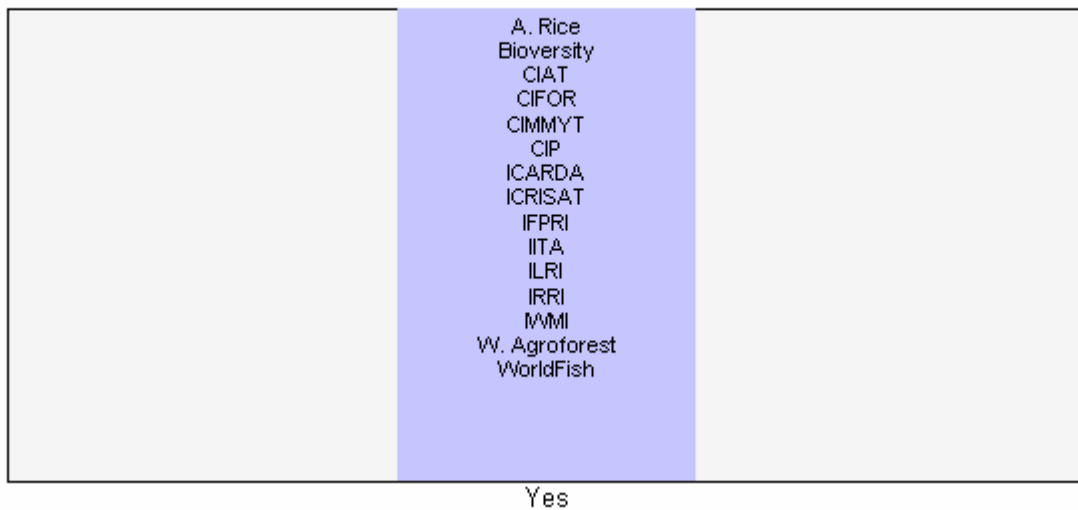 A. Rice
Bioversity
CIAT
CIFOR
CIMMYT
CIP
ICARDA
ICRISAT
IFPRI
IITA
ILRI
IRRI
IWMI
W. Agroforest
WorldFish
Yes